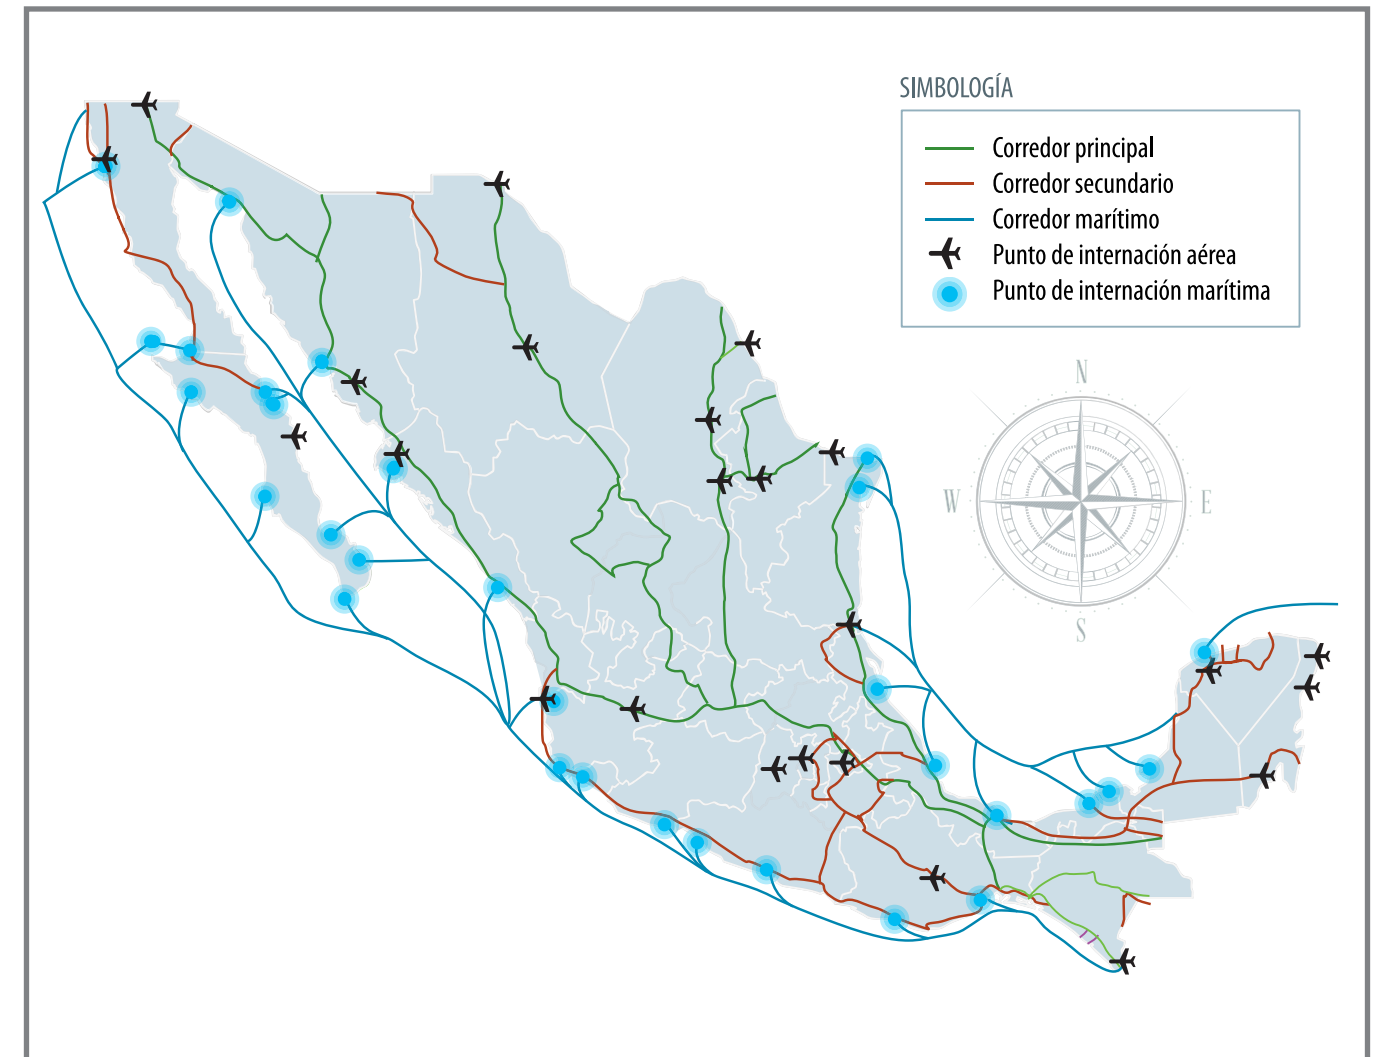 SIMBOLOGÍA
Corredor principal
Corredor secundario
Corredor marítimo
Punto de internación aérea
Punto de internación marítima
N
W
E
S